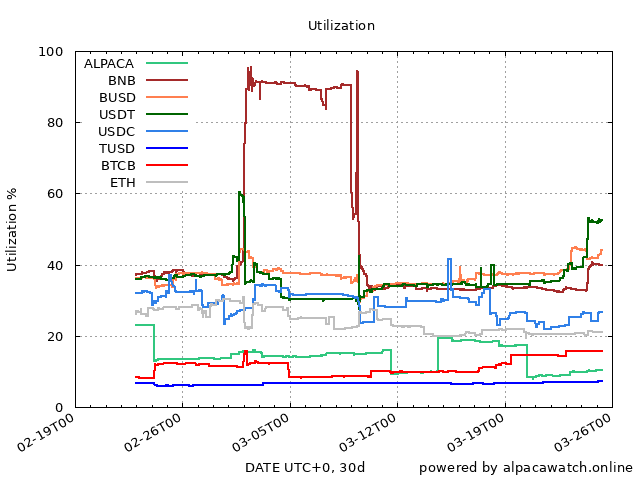 Utilization
100
80
60
40
20
0
Utilization %
ALPACA
BNB
BUSD
USDT
USDC
TUSD
BTCB
ETH
02-19T00
02-26T00
03-05T00
03-12T00
03-19T00
03-26T00
DATE UTC+0, 30d
powered by alpacawatch.online